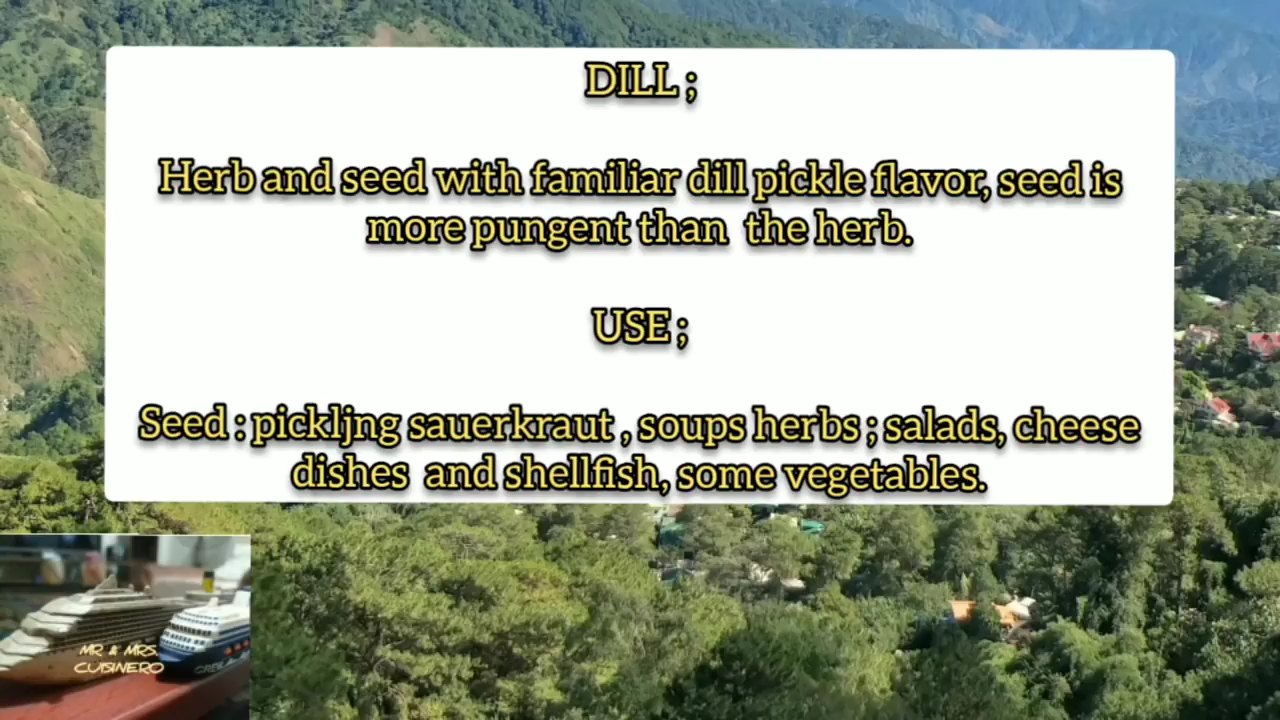 DILL ;
Herb and seed with familiar dill pickle flavor, seed is
more pungent than the herb.
USE ;
Seed : pickljng sauerkraut , soups herbs ; salads, cheese
dishes and shellfish, some vegetables.
MR & MRS.
CUISINERO